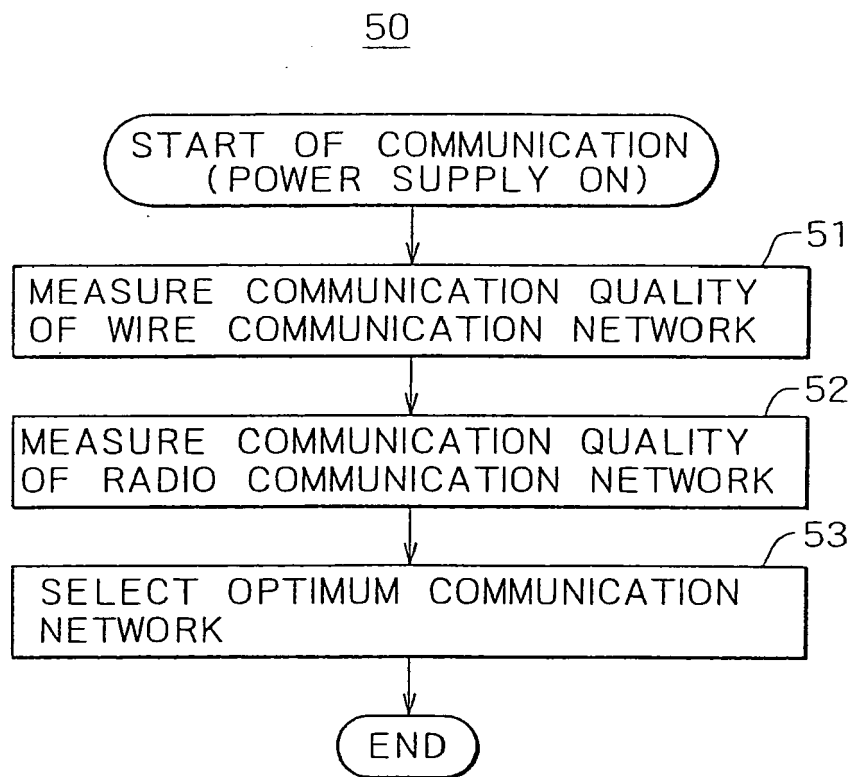 50
START OF COMMUNICATION
(POWER SUPPLY ON)
51
MEASURE COMMUNICATION QUALITY
OF WIRE COMMUNICATION NETWORK
52
MEASURE COMMUNICATION QUALITY
OF RADIO COMMUNICATION NETWORK
53
SELECT OPTIMUM COMMUNICATION
NETWORK
END